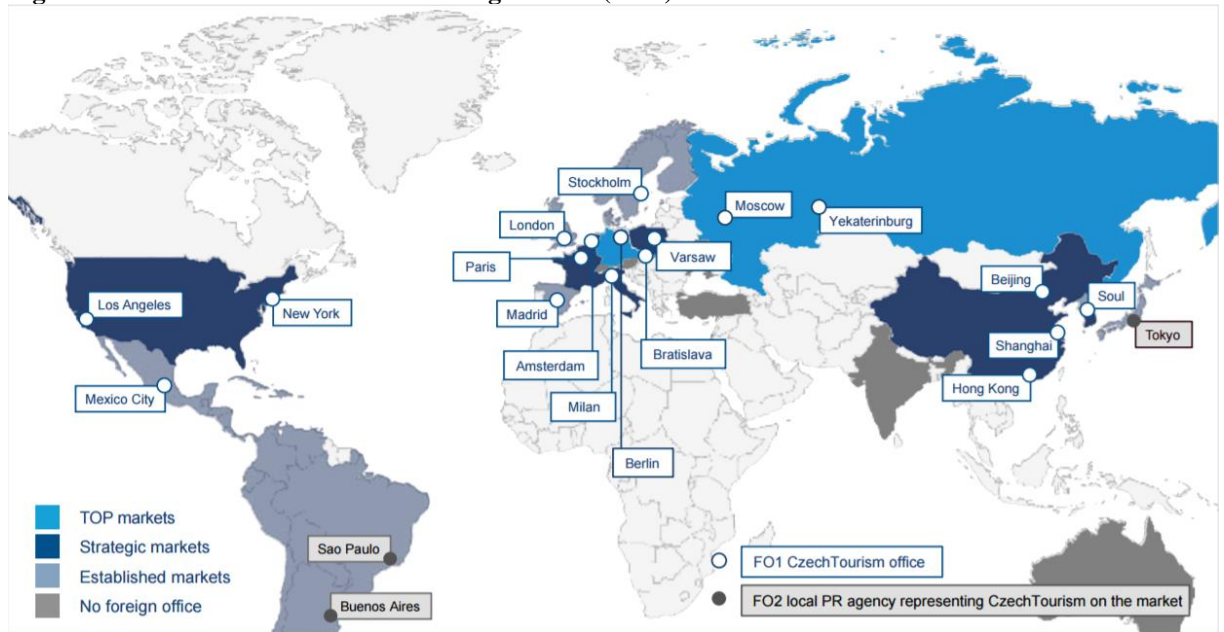 Stockholm
Moscow
Yekaterinburg
London
Paris
Varsaw
Beijing
Soul
Los Angeles
New York
Madrid
Shanghai
Tokyo
Amsterdam
Bratislava
Mexico City
Hong Kong
Milan
Berlin
TOP markets
Strategic markets
Sao Paulo
FO1 CzechTourism office
Established markets
No foreign office
Buenos Aires
FO2 local PR agency representing CzechTourism on the market